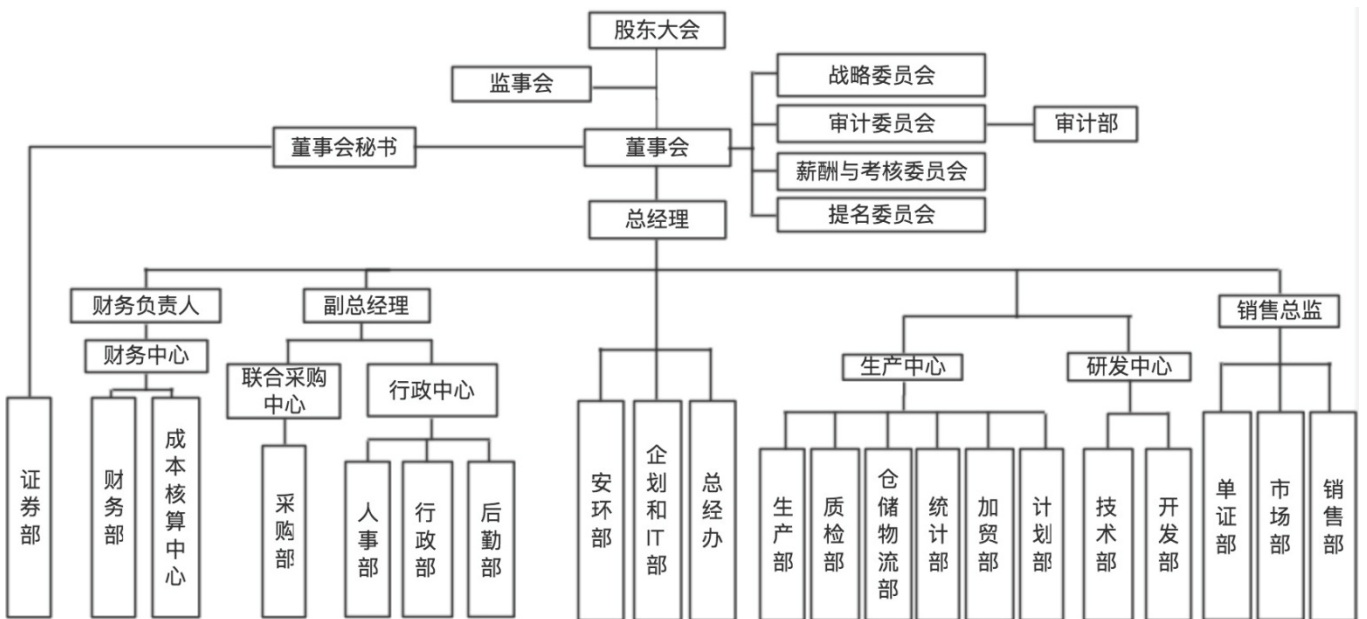 股东大会
监事会
战略委员会
审计委员会
审计部
董事会秘书
董事会
薪酬与考核委员会
提名委员会
总经理
财务负责人
副总经理
销售总监
财务中心
联合采购
中心
行政中心
生产中心
研发中心
证券部
财务部
成本核算中心
采购部
人事部
行政部
后勤部
安环部
企划和IT部
总经办
生产部
质检部
仓储物流部
统计部
加贸部
计划部
技术部
开发部
单证部
市场部
销售部